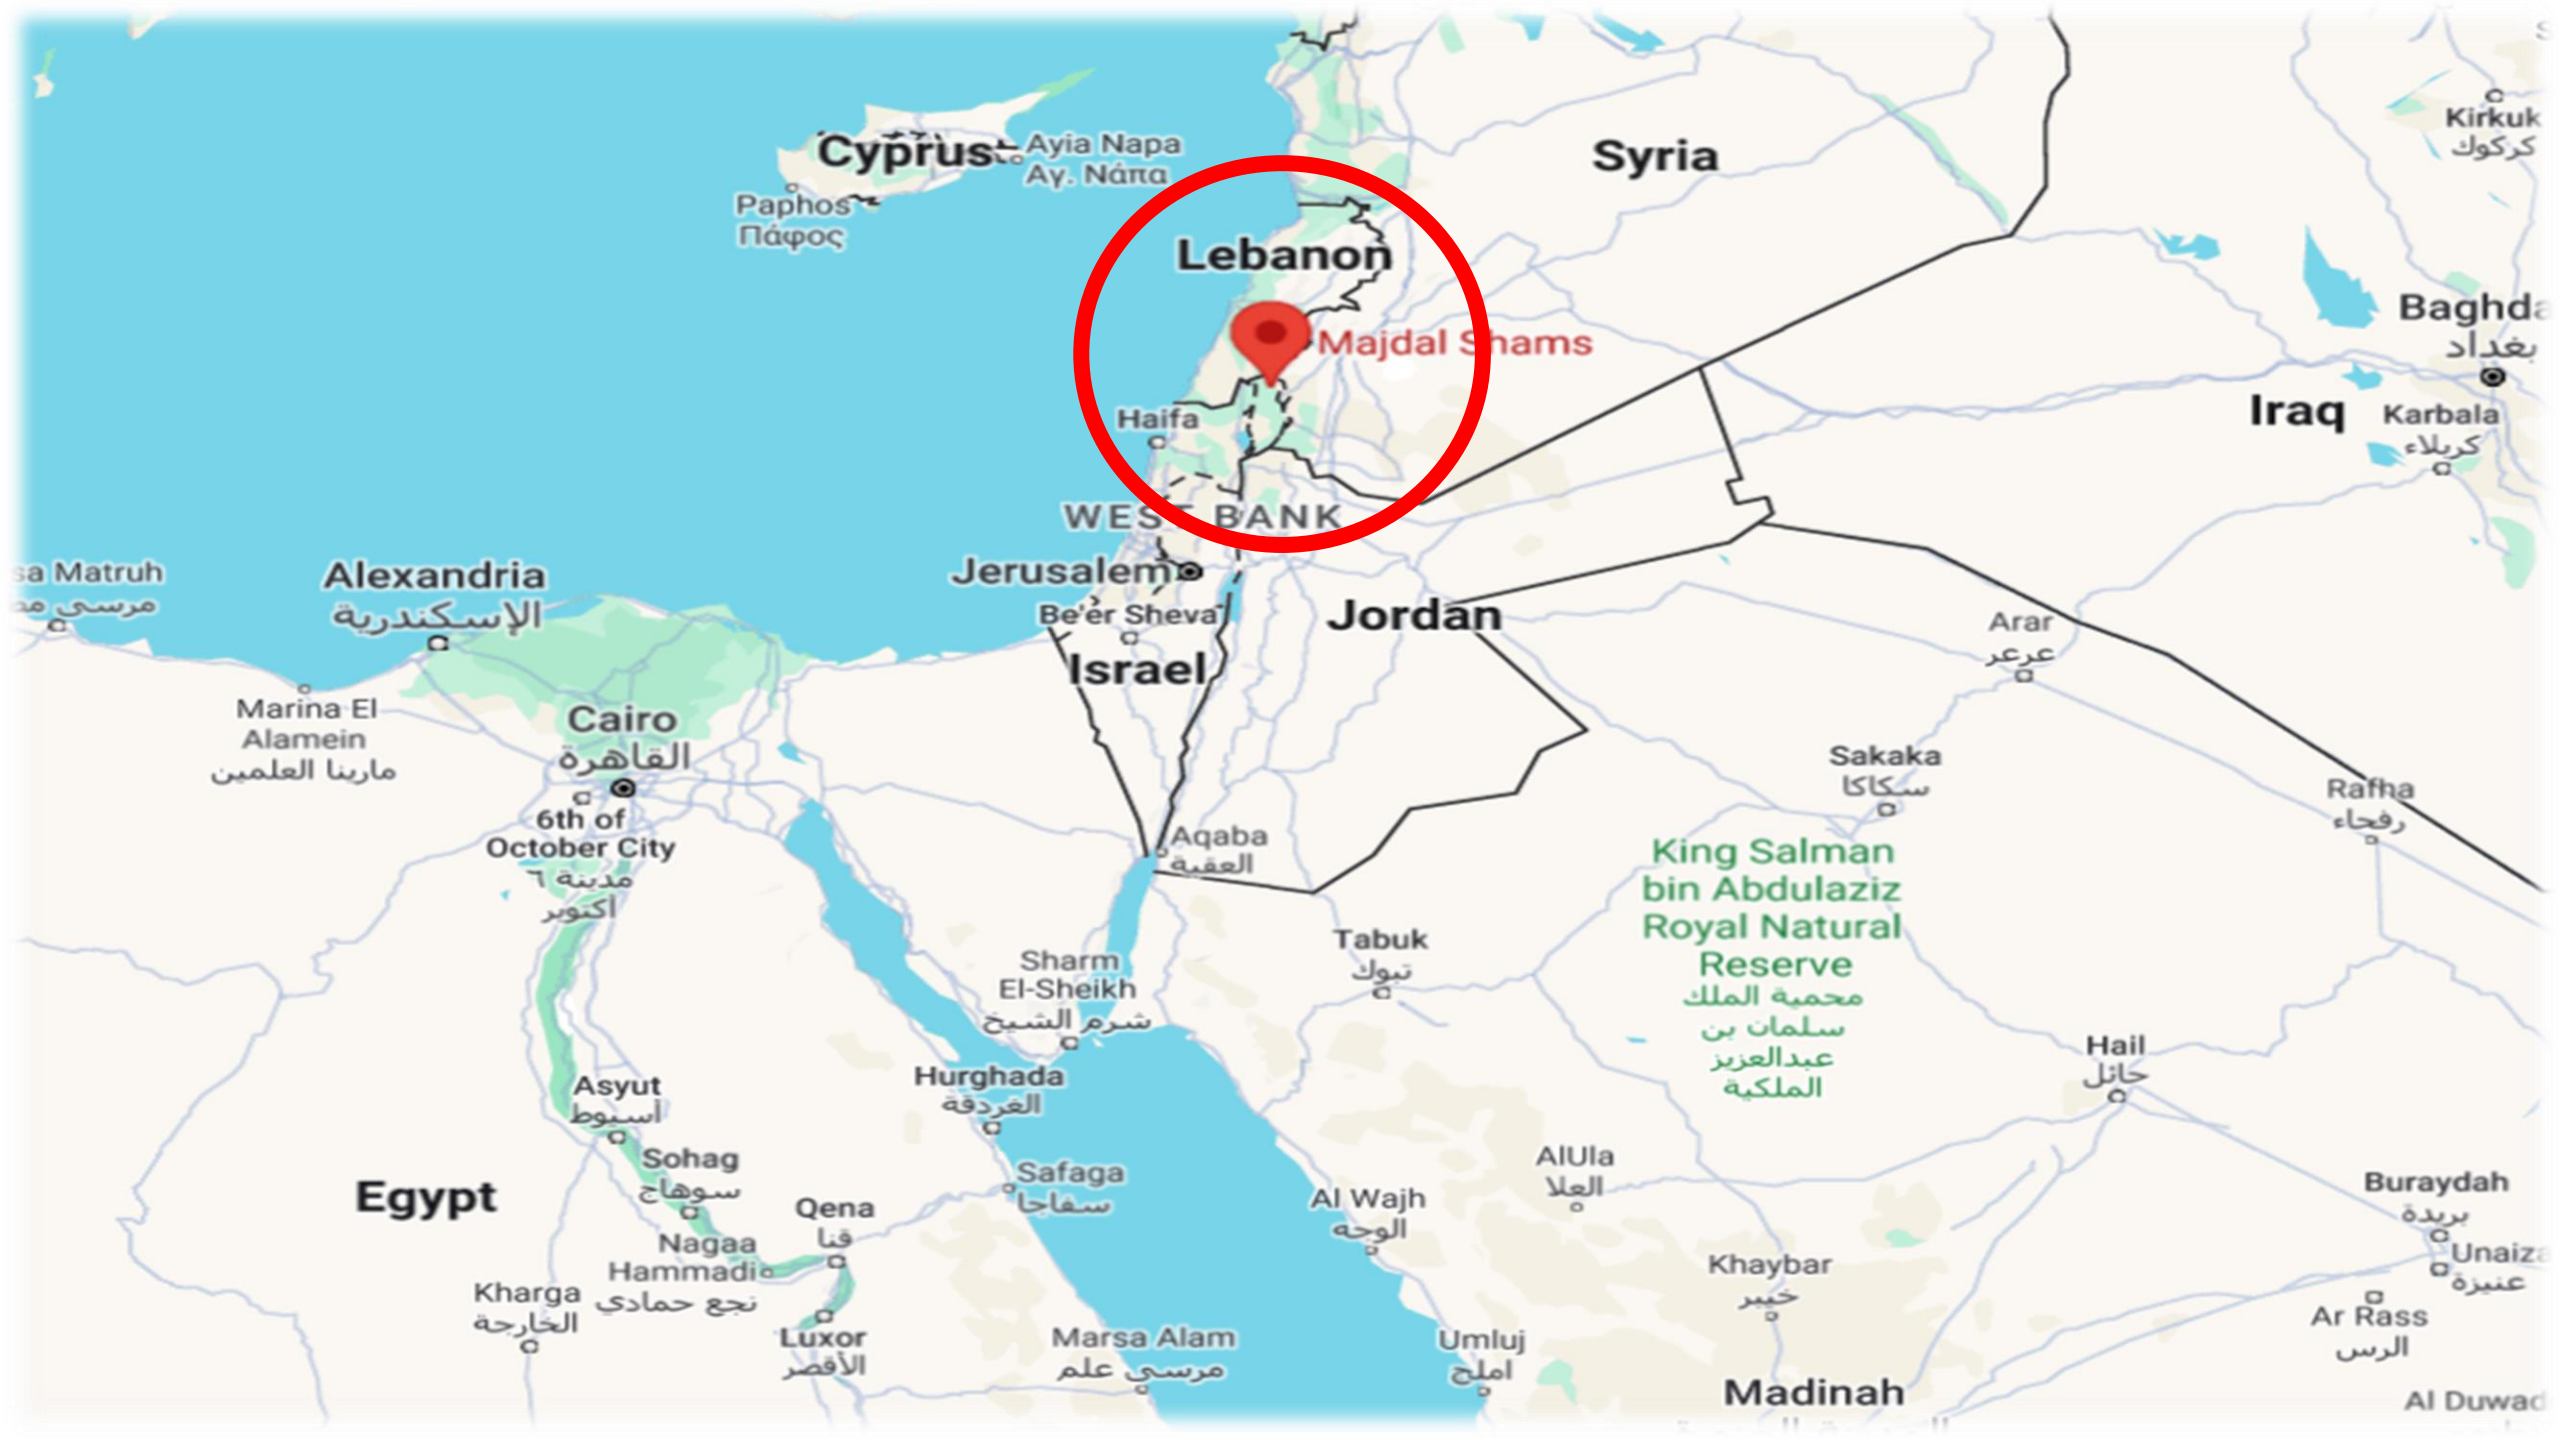 Cyprus
Ayia Napa
Αγ. Νάπα
Paphos
Πάφος
Syria
Kirkuk
كركوك
Lebanon
Majdal Shams
Baghda
بغداد
Haifa
Iraq
Karbala
كربلاء
WEST BANK
Jerusalem
Be'er Sheva
Israel
Jordan
sa Matruh
مرسى مط
Alexandria
الإسكندرية
Marina El
Alamein
مارينا العلمين
Cairo
القاهرة
6th of
October City
مدينة ٦
أكتوبر
Arar
عرعر
Sakaka
سكاكا
Rafha
رفحاء
Aqaba
العقبة
King Salman
bin Abdulaziz
Royal Natural
Reserve
محمية الملك
سلمان بن
عبدالعزيز
الملكية
Tabuk
تبوك
Sharm
El-Sheikh
شرم الشيخ
Hail
حائل
Hurghada
الغردقة
Asyut
أسيوط
Sohag
سوهاج
Safaga
سفاجا
Qena
قنا
Egypt
Nagaa
Hammadi
نجع حمادي
Kharga
الخارجة
Luxor
الأقصر
Marsa Alam
مرسى علم
Al Wajh
الوجه
AlUla
العلا
Khaybar
خيبر
Buraydah
بريدة
Unaiza
عنيزة
Ar Rass
الرس
Umluj
املج
Madinah
Al Duwad